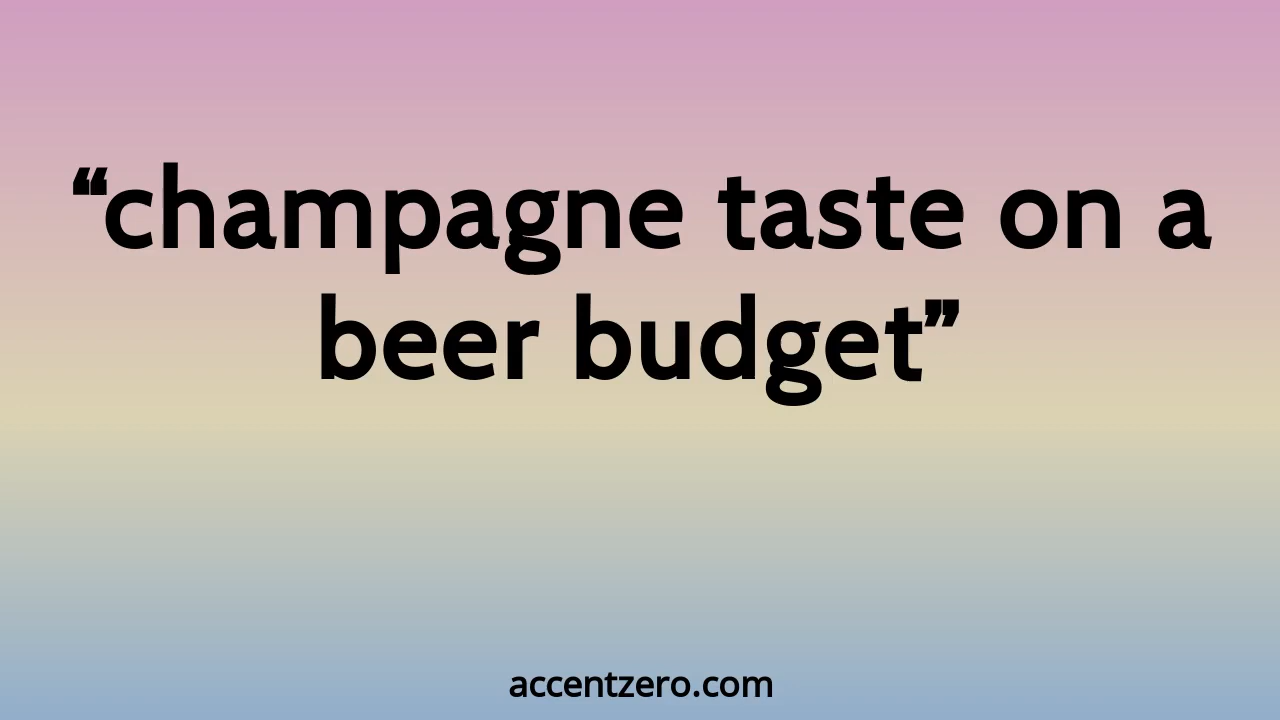 “champagne taste on a
beer budget”
accentzero.com